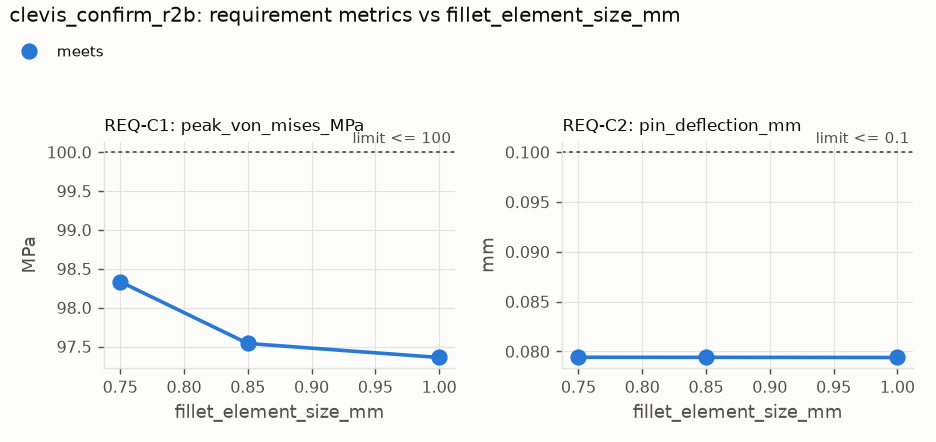 clevis_confirm_r2b: requirement metrics vs fillet_element_size_mm
meets
REQ-C1: peak_von_mises_MPa
limit <= 100
100.0
99.5
99.0
98.5
98.0
97.5
MPa
0.75 0.80 0.85 0.90 0.95 1.00
fillet_element_size_mm
REQ-C2: pin_deflection_mm
limit <= 0.1
0.100
0.095
0.090
0.085
0.080
mm
0.75 0.80 0.85 0.90 0.95 1.00
fillet_element_size_mm